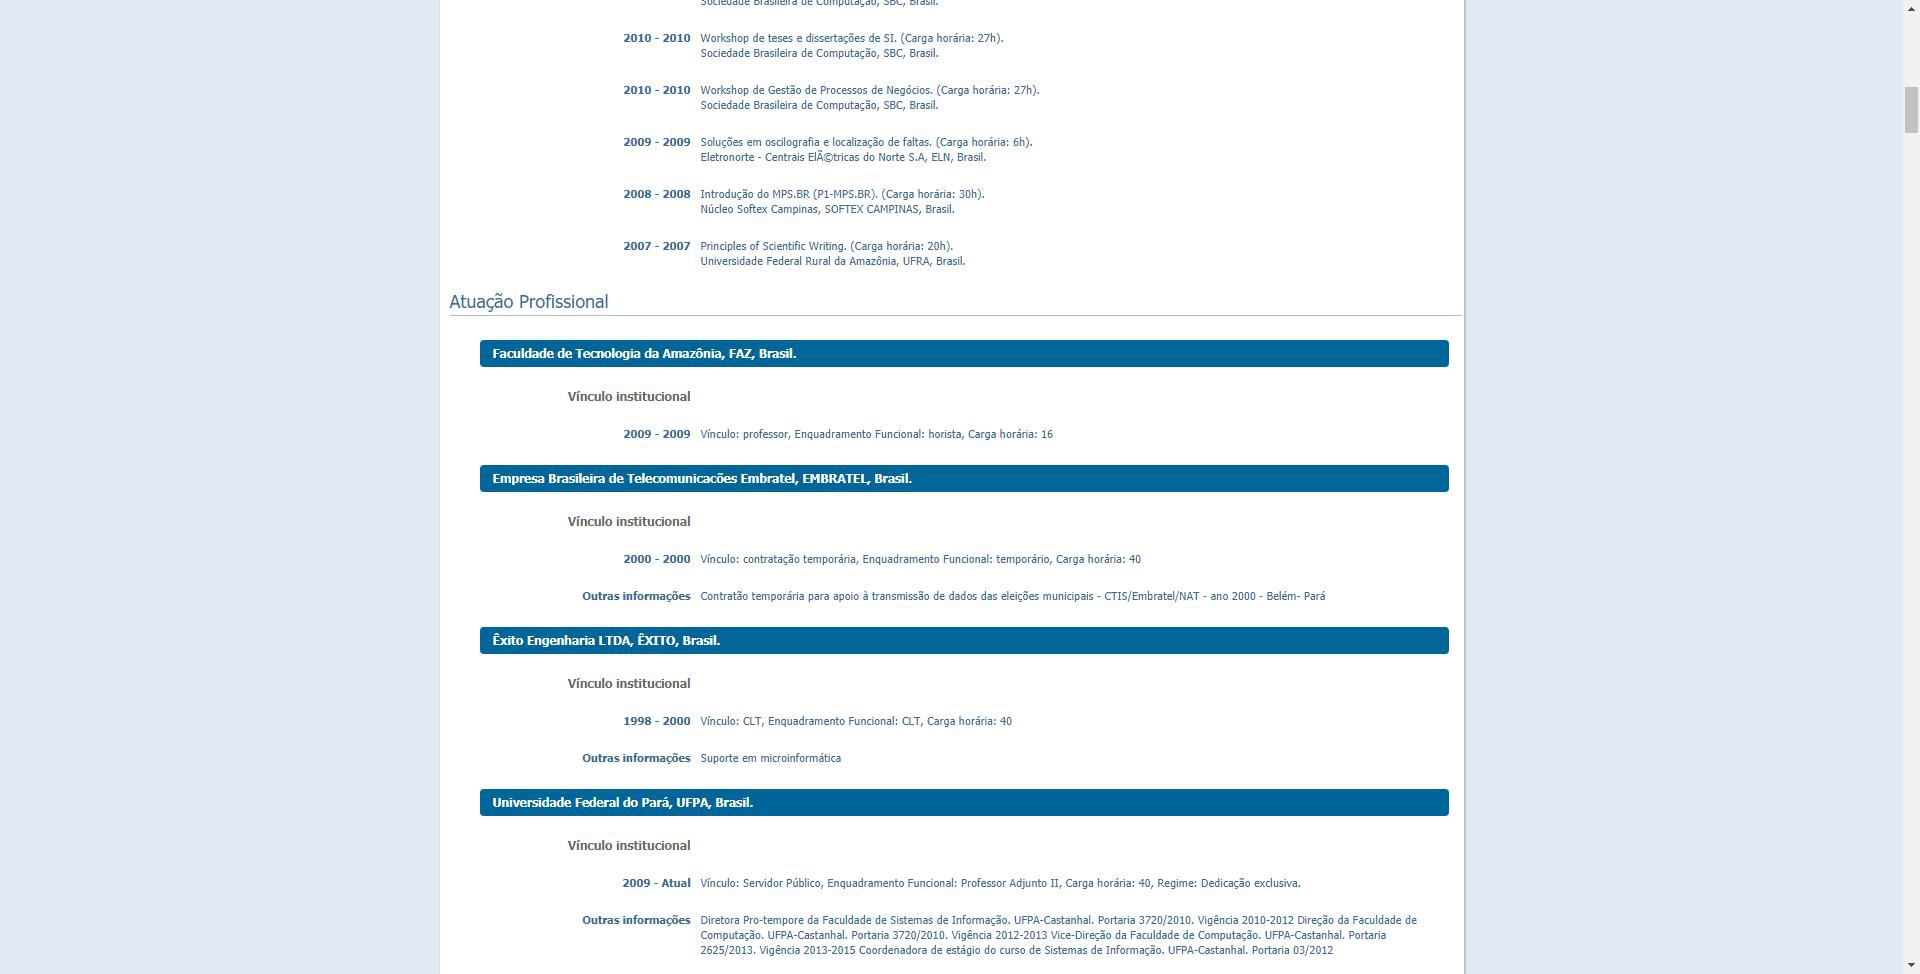 Sociedade Brasileira de Computação, SBC, Brasil.
2010 - 2010 Workshop de teses e dissertações de SI. (Carga horária: 27h).
Sociedade Brasileira de Computação, SBC, Brasil.
2010 - 2010 Workshop de Gestão de Processos de Negócios. (Carga horária: 27h).
Sociedade Brasileira de Computação, SBC, Brasil.
2009 - 2009 Soluções em oscilografia e localização de faltas. (Carga horária: 6h).
Eletronorte - Centrais ElÃ©tricas do Norte S.A, ELN, Brasil.
2008 - 2008 Introdução do MPS.BR (P1-MPS.BR). (Carga horária: 30h).
Núcleo Softex Campinas, SOFTEX CAMPINAS, Brasil.
2007 - 2007 Principles of Scientific Writing. (Carga horária: 20h).
Universidade Federal Rural da Amazônia, UFRA, Brasil.
Atuação Profissional
Faculdade de Tecnologia da Amazônia, FAZ, Brasil.
Vínculo institucional
2009 - 2009 Vínculo: professor, Enquadramento Funcional: horista, Carga horária: 16
Empresa Brasileira de Telecomunicacões Embratel, EMBRATEL, Brasil.
Vínculo institucional
2000 - 2000 Vínculo: contratação temporária, Enquadramento Funcional: temporário, Carga horária: 40
Outras informações Contratão temporária para apoio à transmissão de dados das eleições municipais - CTIS/Embratel/NAT - ano 2000 - Belém- Pará
Êxito Engenharia LTDA, ÊXITO, Brasil.
Vínculo institucional
1998 - 2000 Vínculo: CLT, Enquadramento Funcional: CLT, Carga horária: 40
Outras informações Suporte em microinformática
Universidade Federal do Pará, UFPA, Brasil.
Vínculo institucional
2009 - Atual Vínculo: Servidor Público, Enquadramento Funcional: Professor Adjunto II, Carga horária: 40, Regime: Dedicação exclusiva.
Outras informações Diretora Pro-tempore da Faculdade de Sistemas de Informação. UFPA-Castanhal. Portaria 3720/2010. Vigência 2010-2012 Direção da Faculdade de
Computação. UFPA-Castanhal. Portaria 3720/2010. Vigência 2012-2013 Vice-Direção da Faculdade de Computação. UFPA-Castanhal. Portaria
2625/2013. Vigência 2013-2015 Coordenadora de estágio do curso de Sistemas de Informação. UFPA-Castanhal. Portaria 03/2012